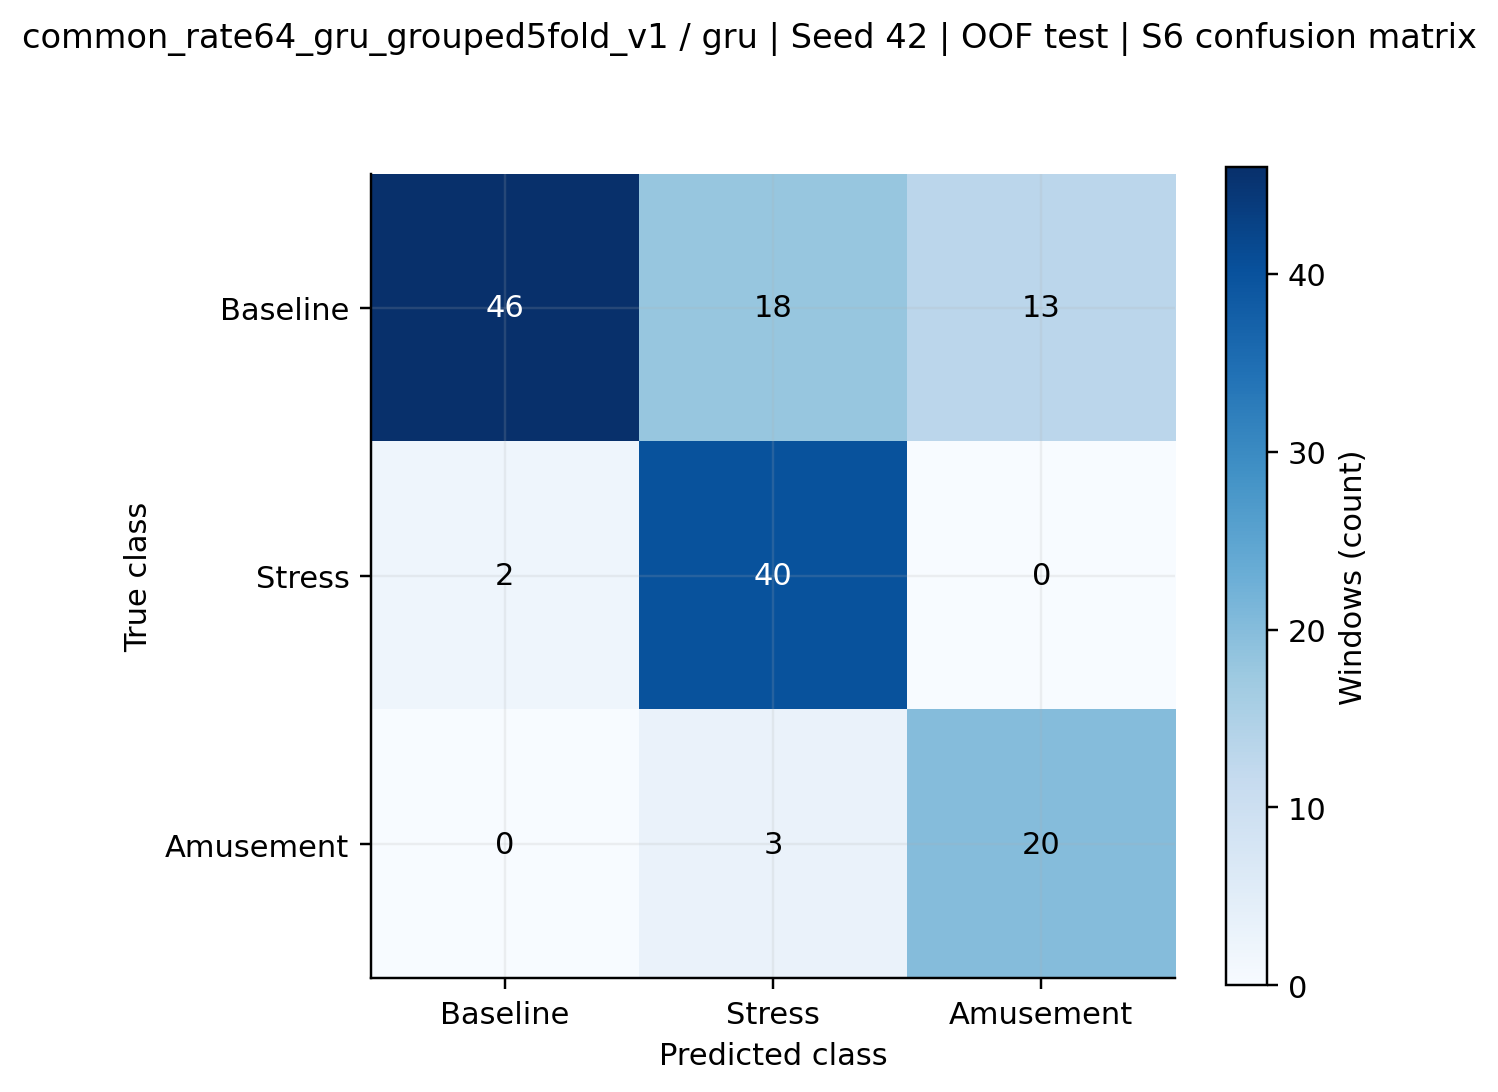 common_rate64_gru_grouped5fold_v1 / gru | Seed 42 | OOF test | S6 confusion matrix
Baseline 46 18 13
Stress 2 40 0
Amusement 0 3 20
Baseline Stress Amusement
Predicted class
True class
40
30
20
10
0
Windows (count)